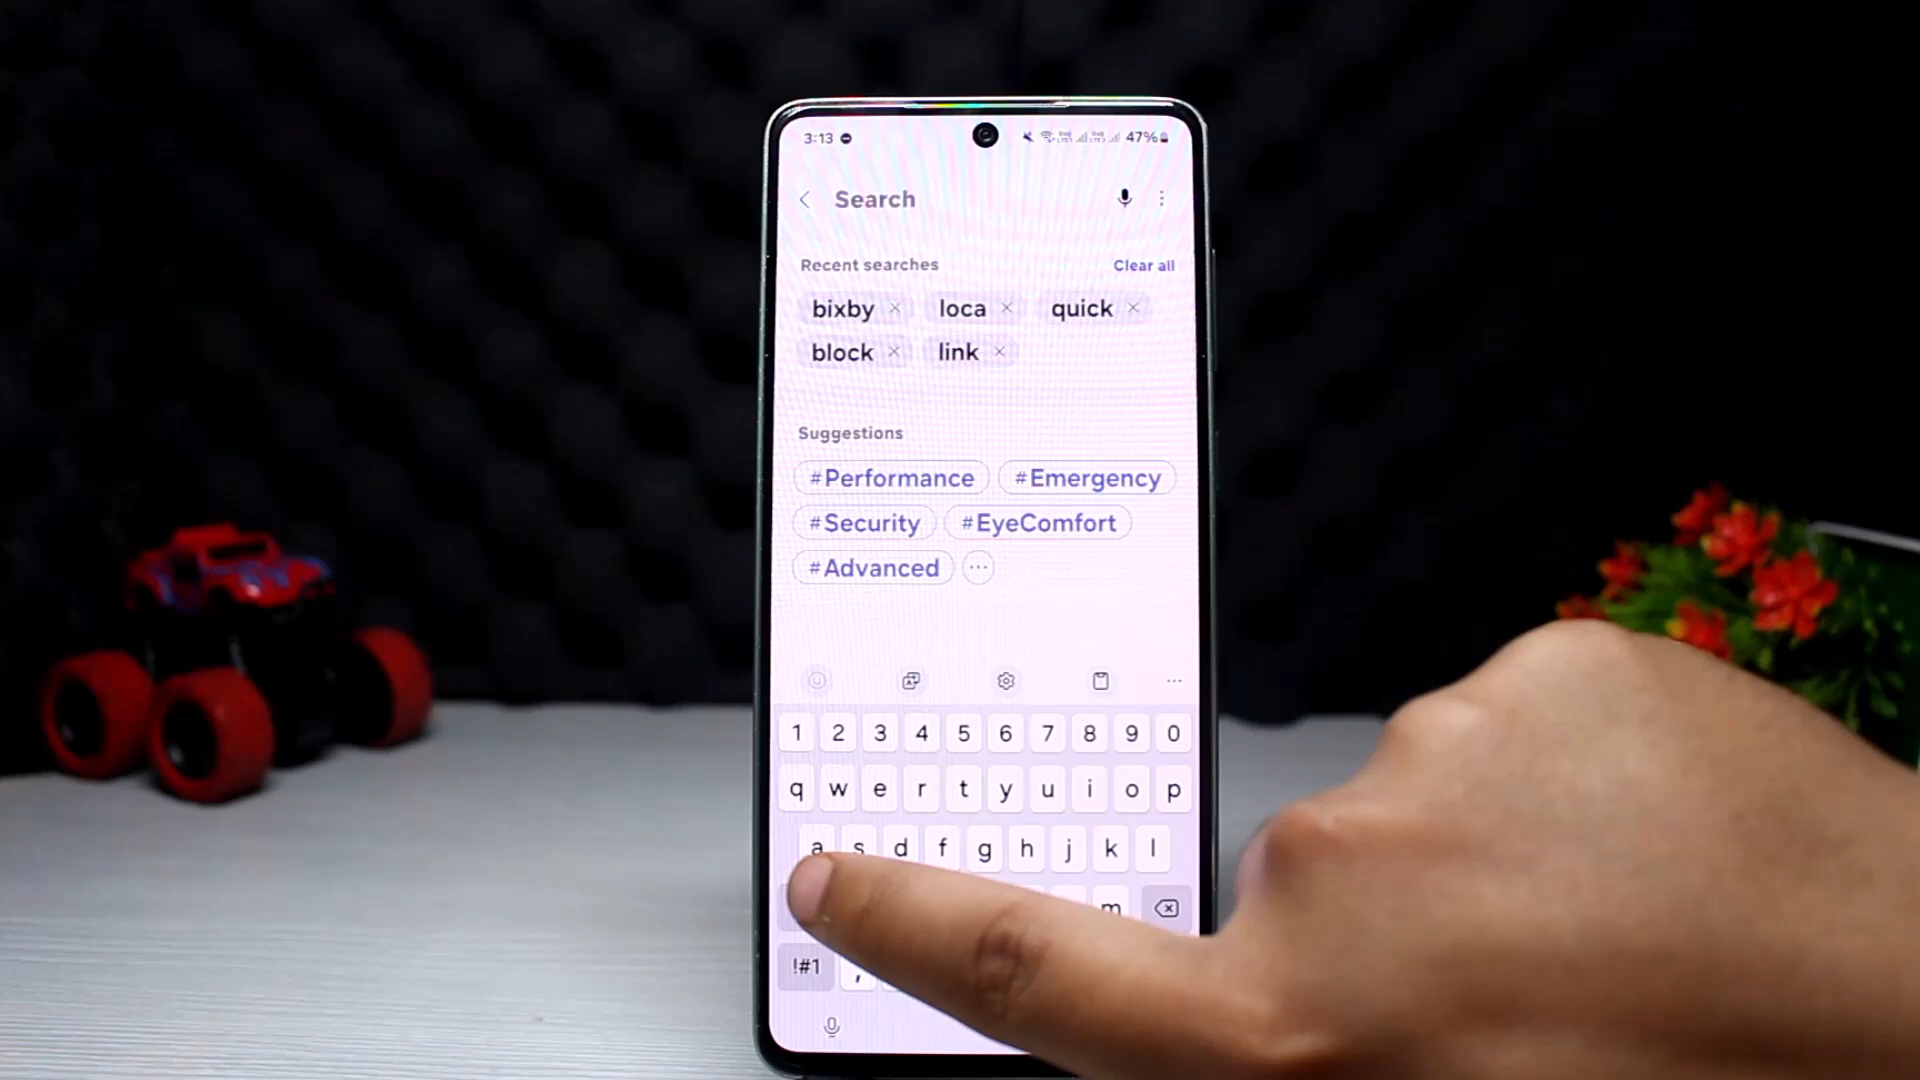 3:13 47%
Search
Recent searches Clear all
bixby × loca × quick ×
block × link ×
Suggestions
#Performance #Emergency
#Security #EyeComfort
#Advanced ...
1 2 3 4 5 6 7 8 9 0
q w e r t y u i o p
a s d f g h j k l
m
!#1 ,